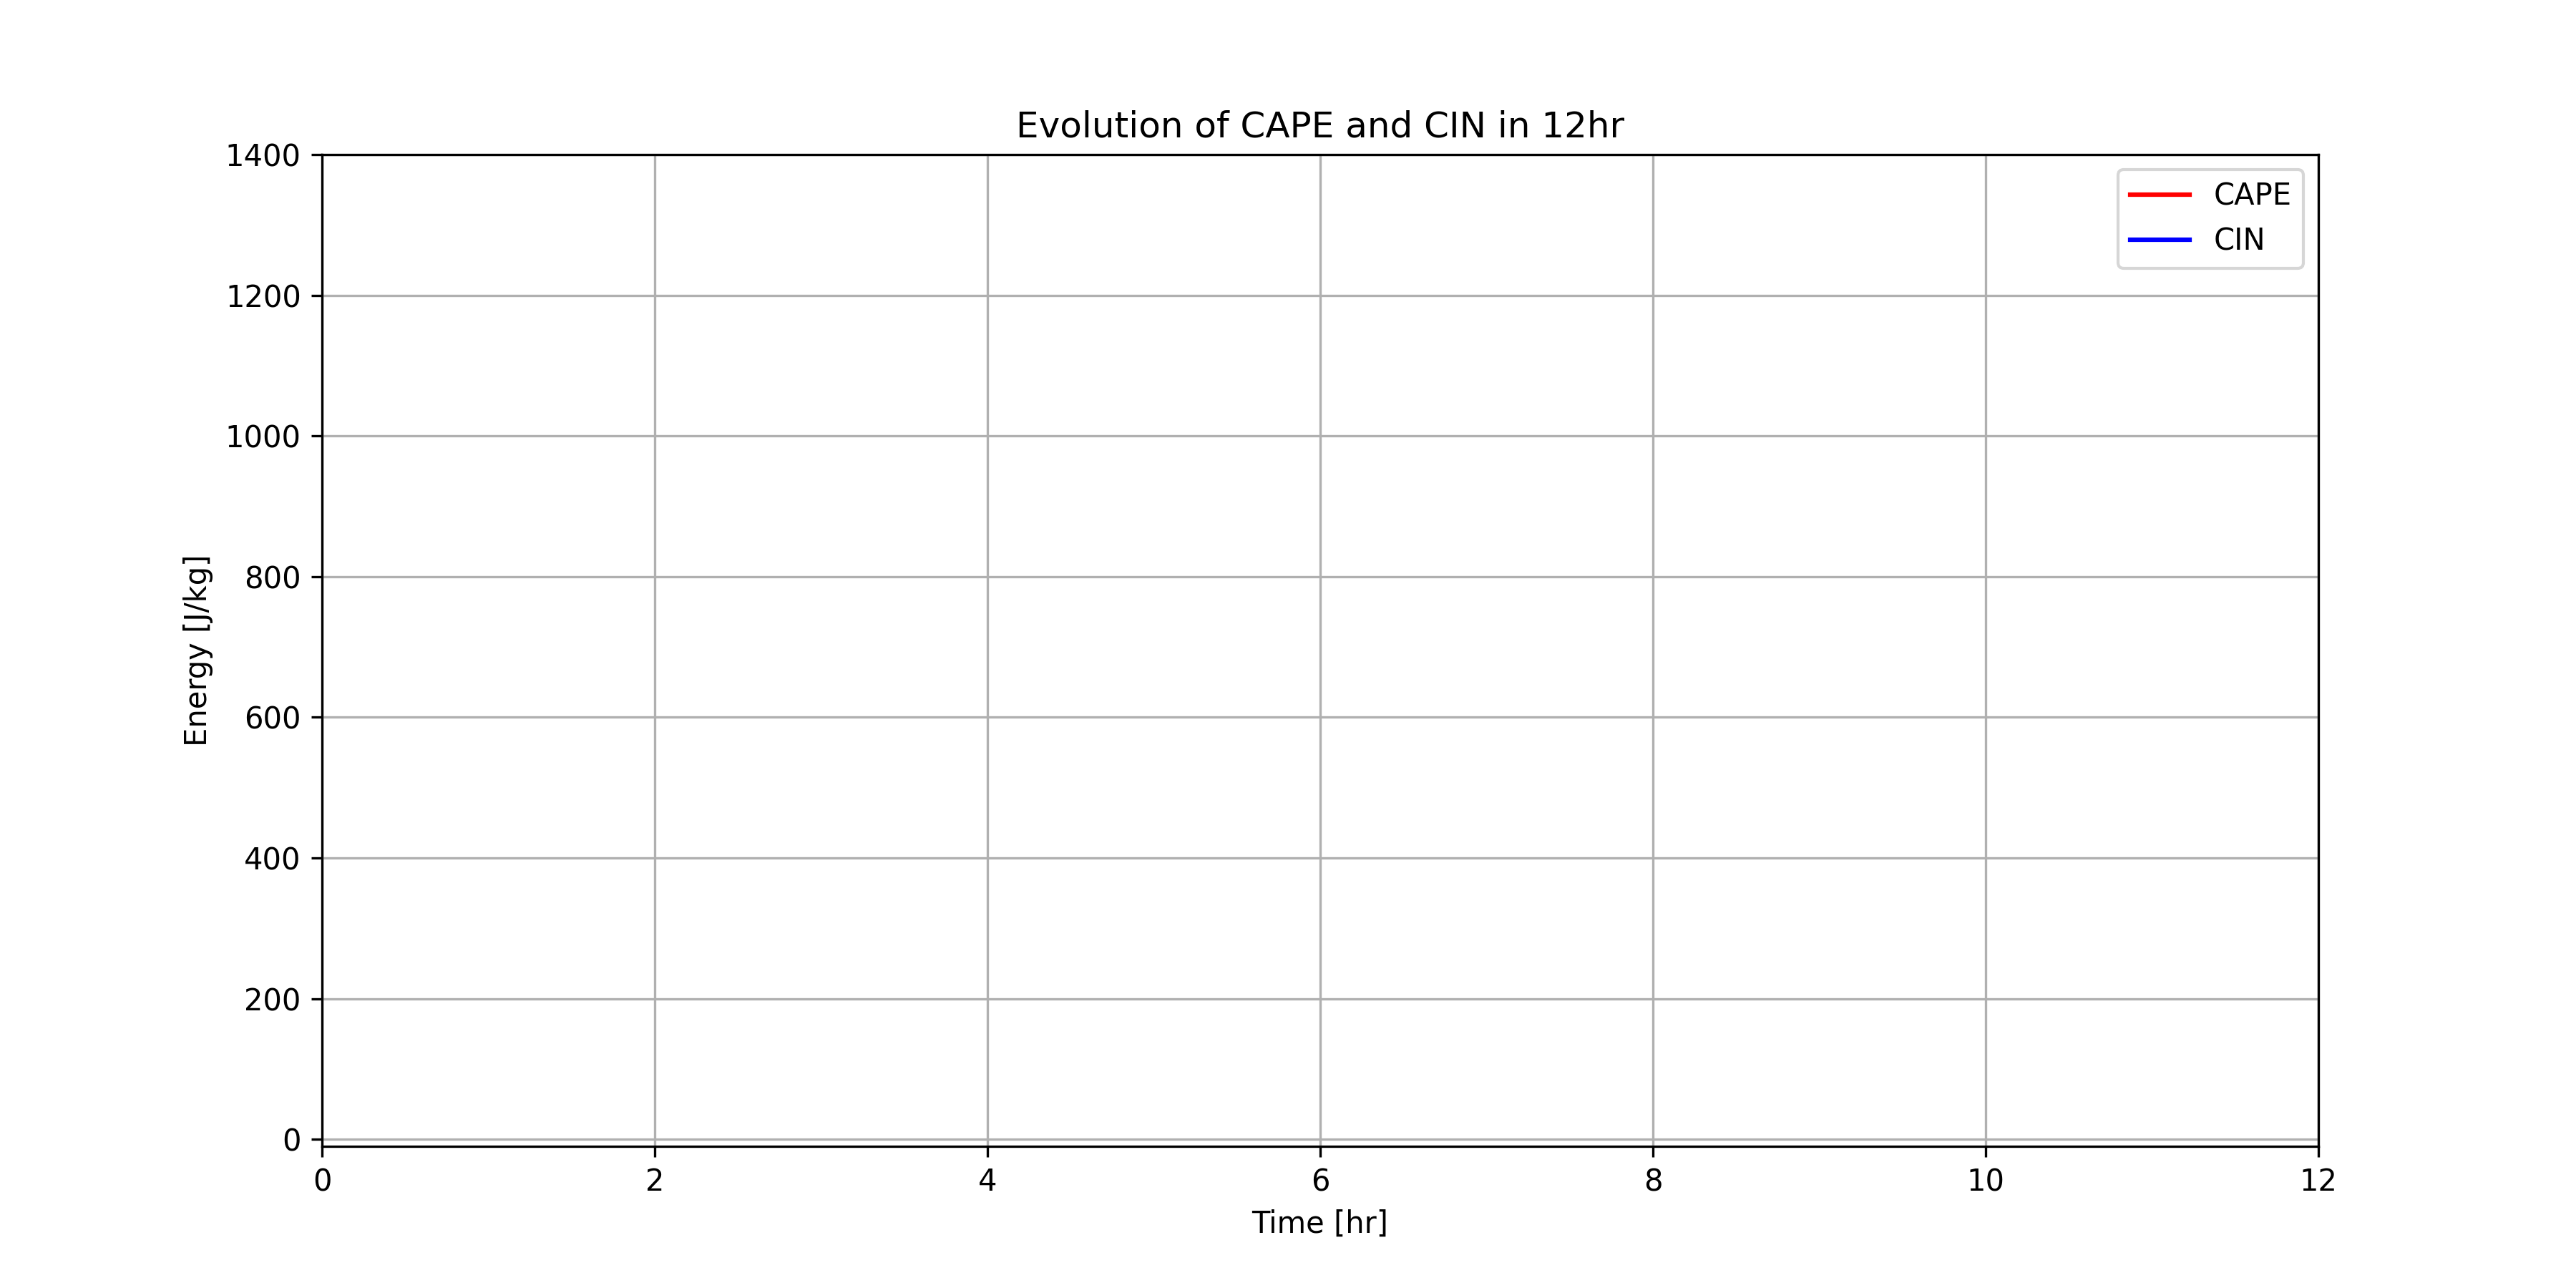 Evolution of CAPE and CIN in 12hr
1400
1200
1000
800
600
400
200
0
Energy [J/kg]
CAPE
CIN
0 2 4 6 8 10 12
Time [hr]